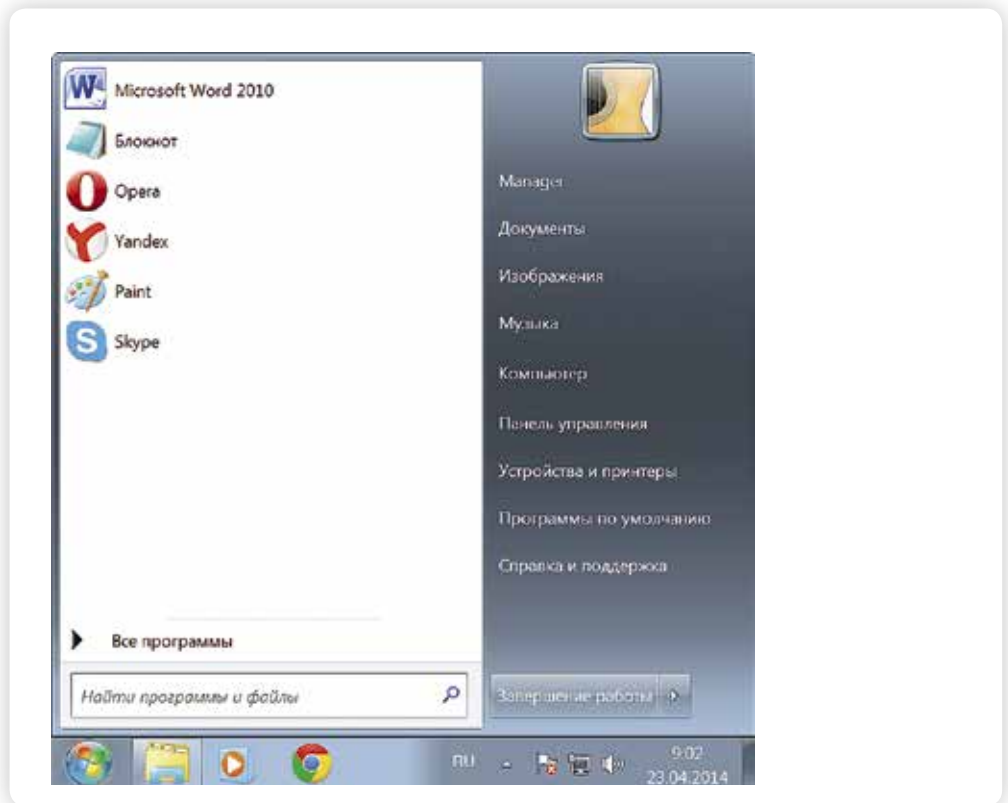 Microsoft Word 2010
Блокнот
Opera
Yandex
Paint
Skype
Все программы
Найти программы и файлы
Manager
Документы
Изображения
Музыка
Компьютер
Панель управления
Устройства и принтеры
Программы по умолчанию
Справка и поддержка
Завершение работы
RU
9:02
23.04.2014